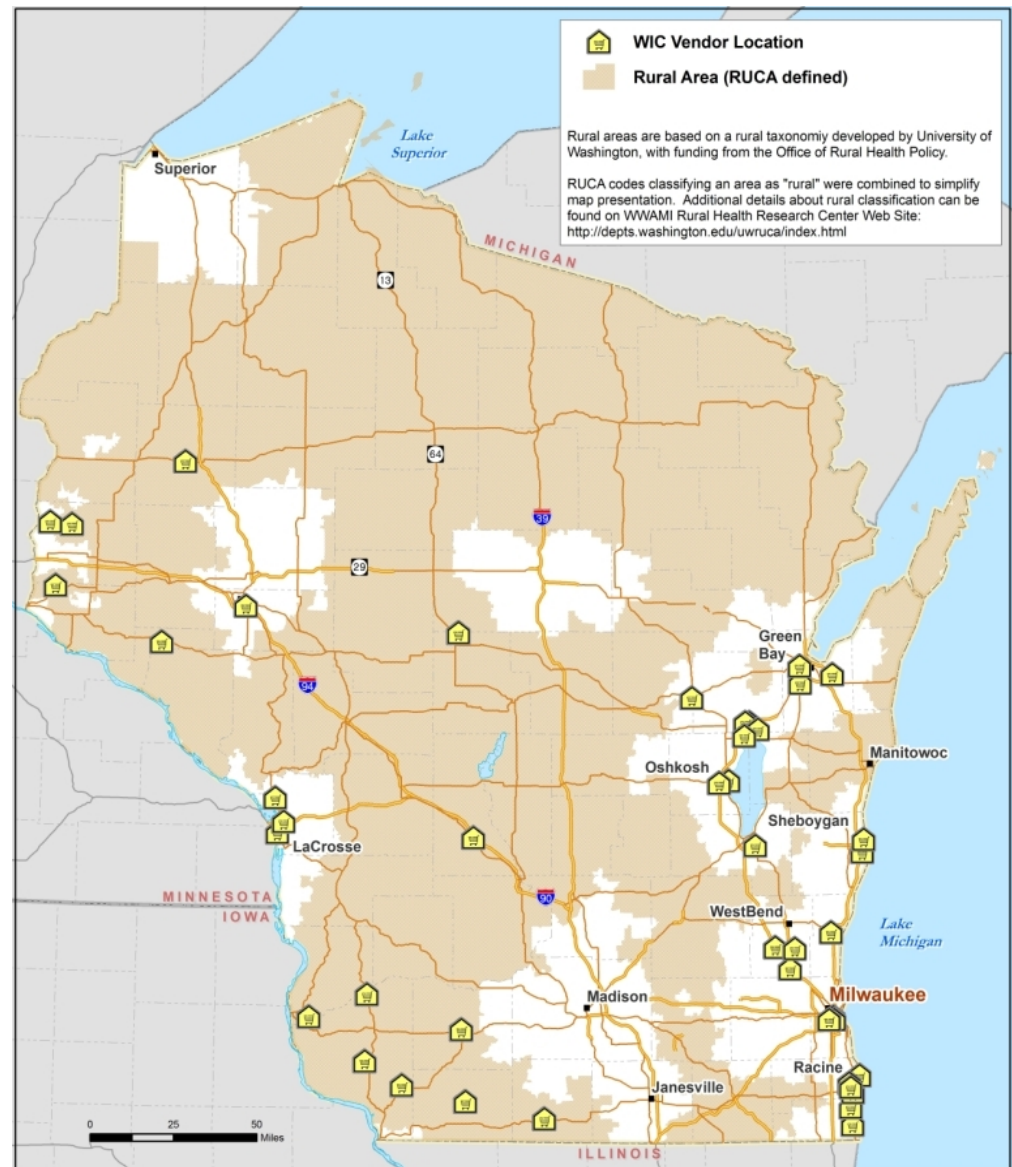 WIC Vendor Location
Rural Area (RUCA defined)
Rural areas are based on a rural taxonomiy developed by University of
Washington, with funding from the Office of Rural Health Policy.
RUCA codes classifying an area as "rural" were combined to simplify
map presentation. Additional details about rural classification can be
found on WWAMI Rural Health Research Center Web Site:
http://depts.washington.edu/uwruca/index.html
Lake
Superior
Superior
MICHIGAN
13
64
39
29
Green
Bay
94
Manitowoc
Oshkosh
Sheboygan
LaCrosse
MINNESOTA
IOWA
90
WestBend
Lake
Michigan
Madison
Milwaukee
Racine
Janesville
0 25 50
Miles
ILLINOIS